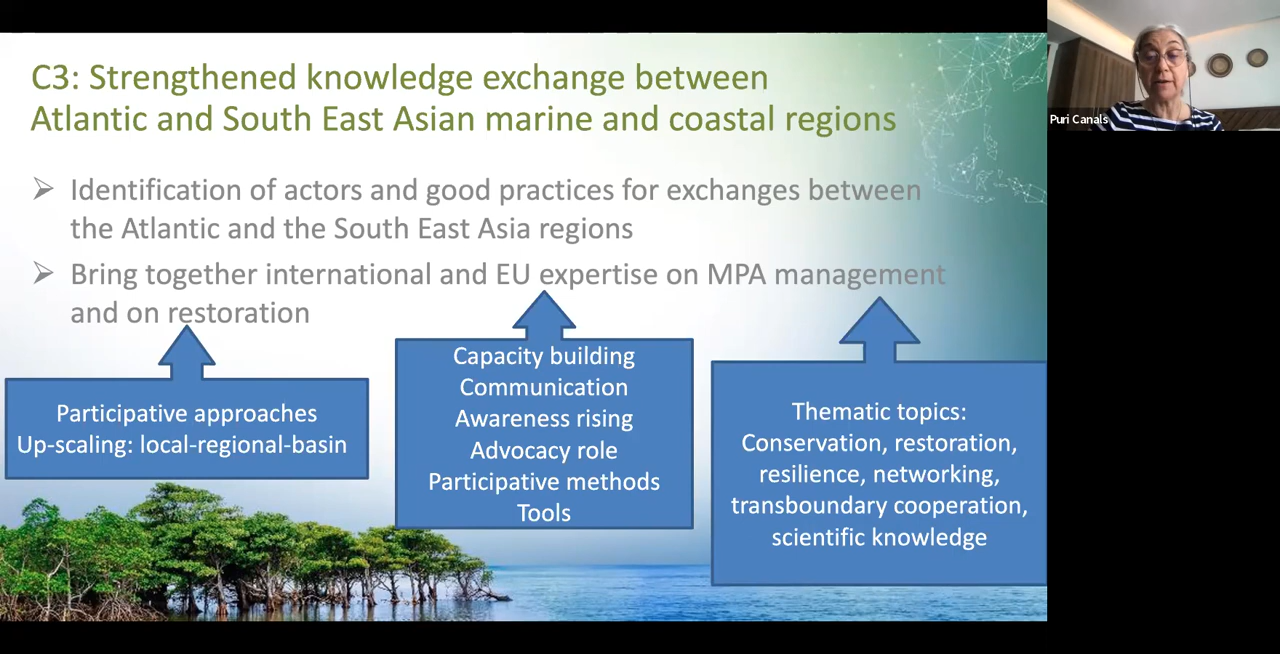 C3: Strengthened knowledge exchange between
Atlantic and South East Asian marine and coastal regions
Puri Canals
➢ Identification of actors and good practices for exchanges between
the Atlantic and the South East Asia regions
➢ Bring together international and EU expertise on MPA management
and on restoration
Participative approaches
Up-scaling: local-regional-basin
Capacity building
Communication
Awareness rising
Advocacy role
Participative methods
Tools
Thematic topics:
Conservation, restoration,
resilience, networking,
transboundary cooperation,
scientific knowledge